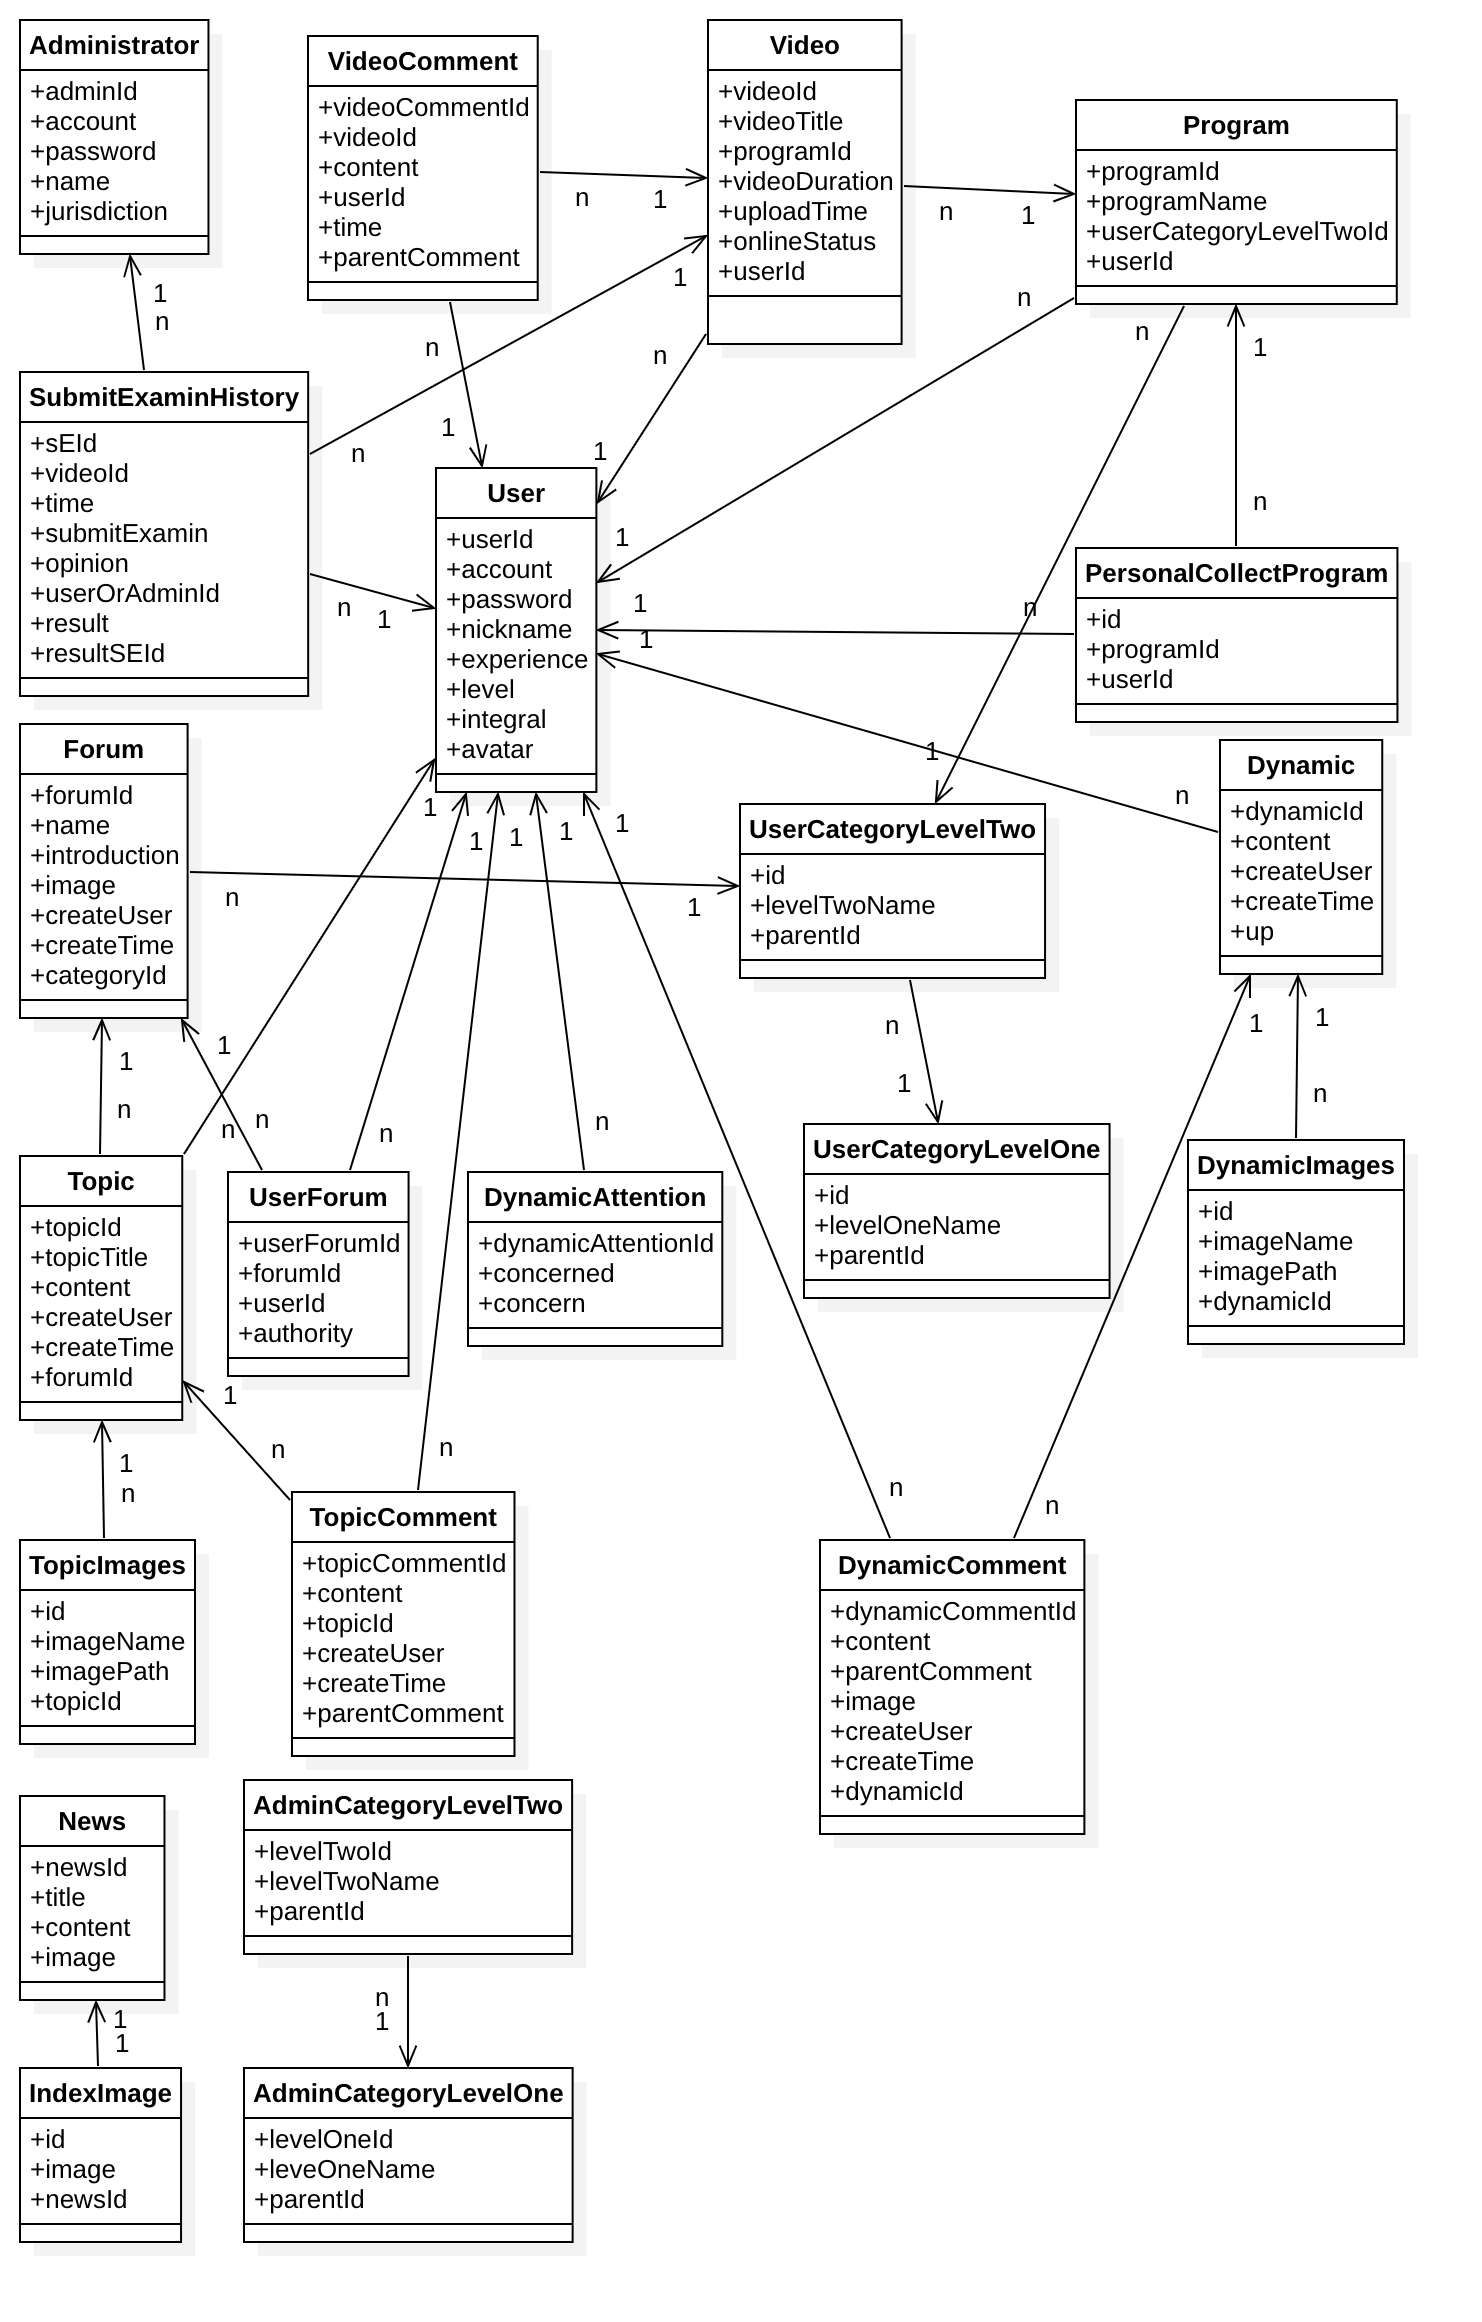 Administrator
+adminId
+account
+password
+name
+jurisdiction
VideoComment
+videoCommentId
+videoId
+content
+userId
+time
+parentComment
Video
+videoId
+videoTitle
+programId
+videoDuration
+uploadTime
+onlineStatus
+userId
Program
+programId
+programName
+userCategoryLevelTwoId
+userId
n
1
n
1
1
n
1
n
n
n
n
1
n
1
1
n
1
n
1
n
1
SubmitExaminHistory
+sEId
+videoId
+time
+submitExamin
+opinion
+userOrAdminId
+result
+resultSEId
User
+userId
+account
+password
+nickname
+experience
+level
+integral
+avatar
PersonalCollectProgram
+id
+programId
+userId
1
n
1
1
n
1
1
1
1
1
n
1
Forum
+forumId
+name
+introduction
+image
+createUser
+createTime
+categoryId
UserCategoryLevelTwo
+id
+levelTwoName
+parentId
Dynamic
+dynamicId
+content
+createUser
+createTime
+up
1
n
1
n
n
n
n
n
1
1
1
n
Topic
+topicId
+topicTitle
+content
+createUser
+createTime
+forumId
UserForum
+userForumId
+forumId
+userId
+authority
DynamicAttention
+dynamicAttentionId
+concerned
+concern
UserCategoryLevelOne
+id
+levelOneName
+parentId
DynamicImages
+id
+imageName
+imagePath
+dynamicId
1
n
1
n
n
n
n
TopicImages
+id
+imageName
+imagePath
+topicId
TopicComment
+topicCommentId
+content
+topicId
+createUser
+createTime
+parentComment
DynamicComment
+dynamicCommentId
+content
+parentComment
+image
+createUser
+createTime
+dynamicId
News
+newsId
+title
+content
+image
AdminCategoryLevelTwo
+levelTwoId
+levelTwoName
+parentId
1
1
n
1
IndexImage
+id
+image
+newsId
AdminCategoryLevelOne
+levelOneId
+leveOneName
+parentId